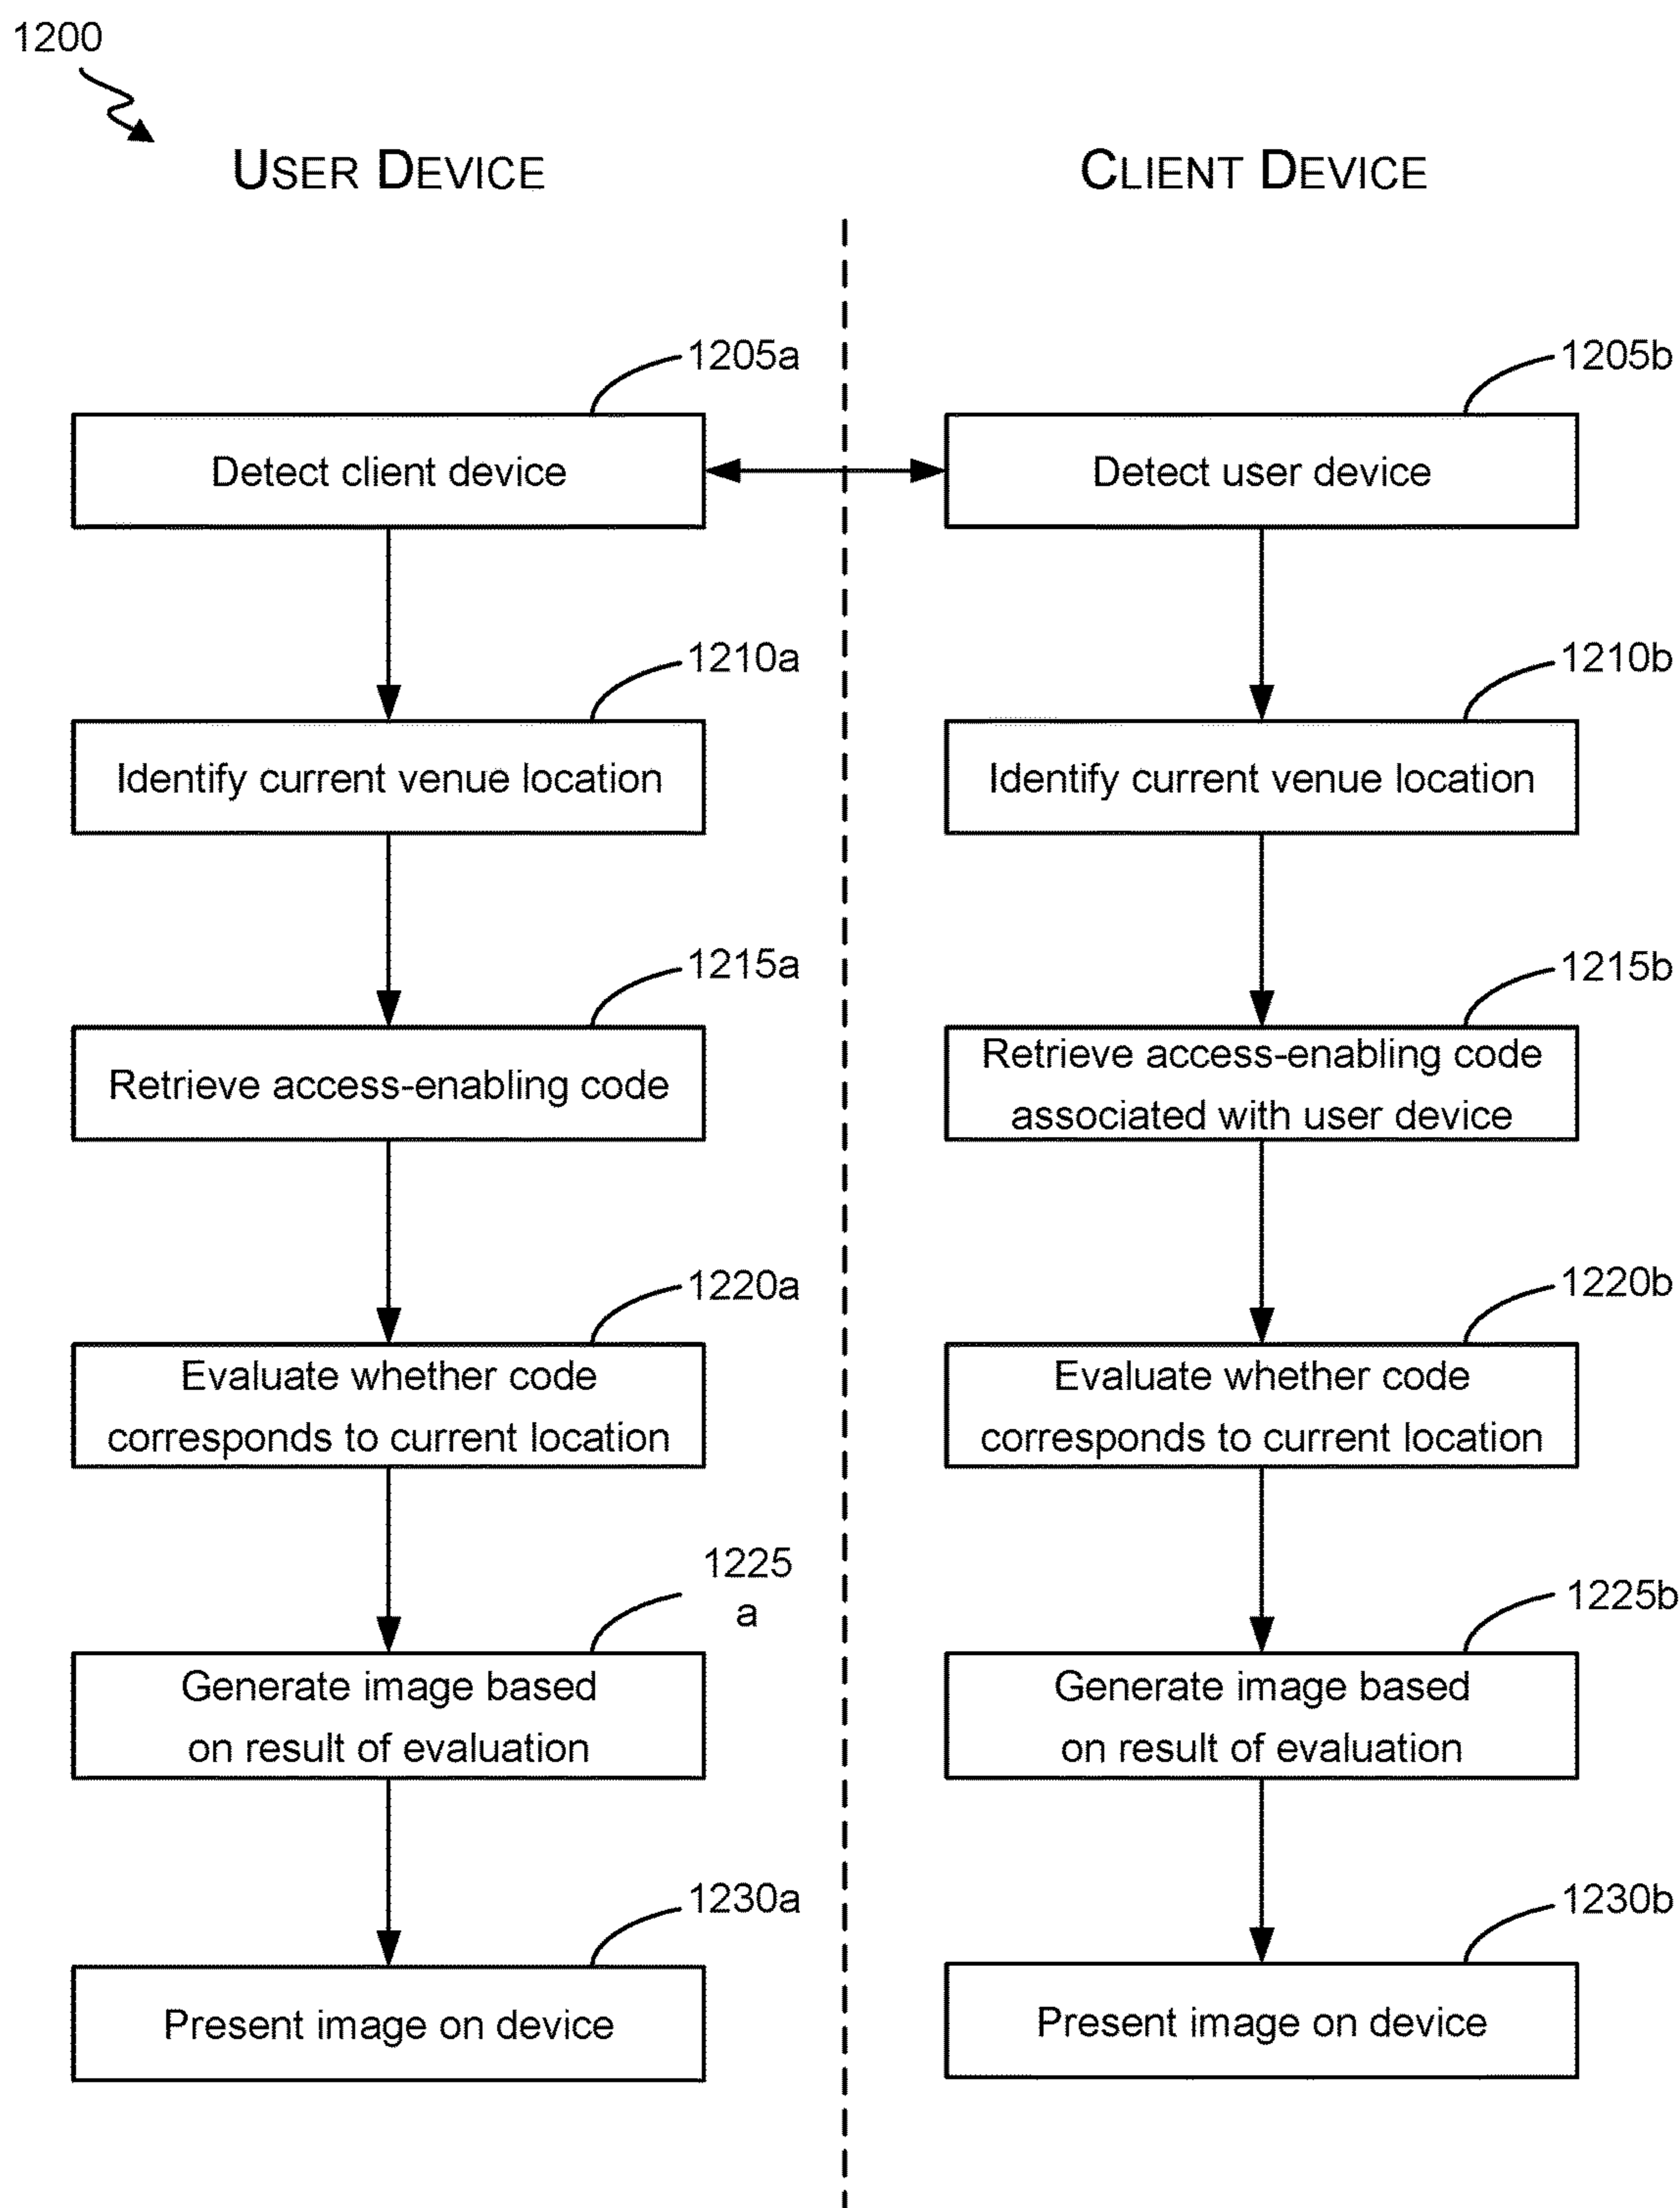 1200
USER DEVICE
CLIENT DEVICE
1205a
1205b
Detect client device
Detect user device
1210a
1210b
Identify current venue location
Identify current venue location
1215a
1215b
Retrieve access-enabling code
Retrieve access-enabling code
associated with user device
1220a
1220b
Evaluate whether code
corresponds to current location
Evaluate whether code
corresponds to current location
1225
a
1225b
Generate image based
on result of evaluation
Generate image based
on result of evaluation
1230a
1230b
Present image on device
Present image on device